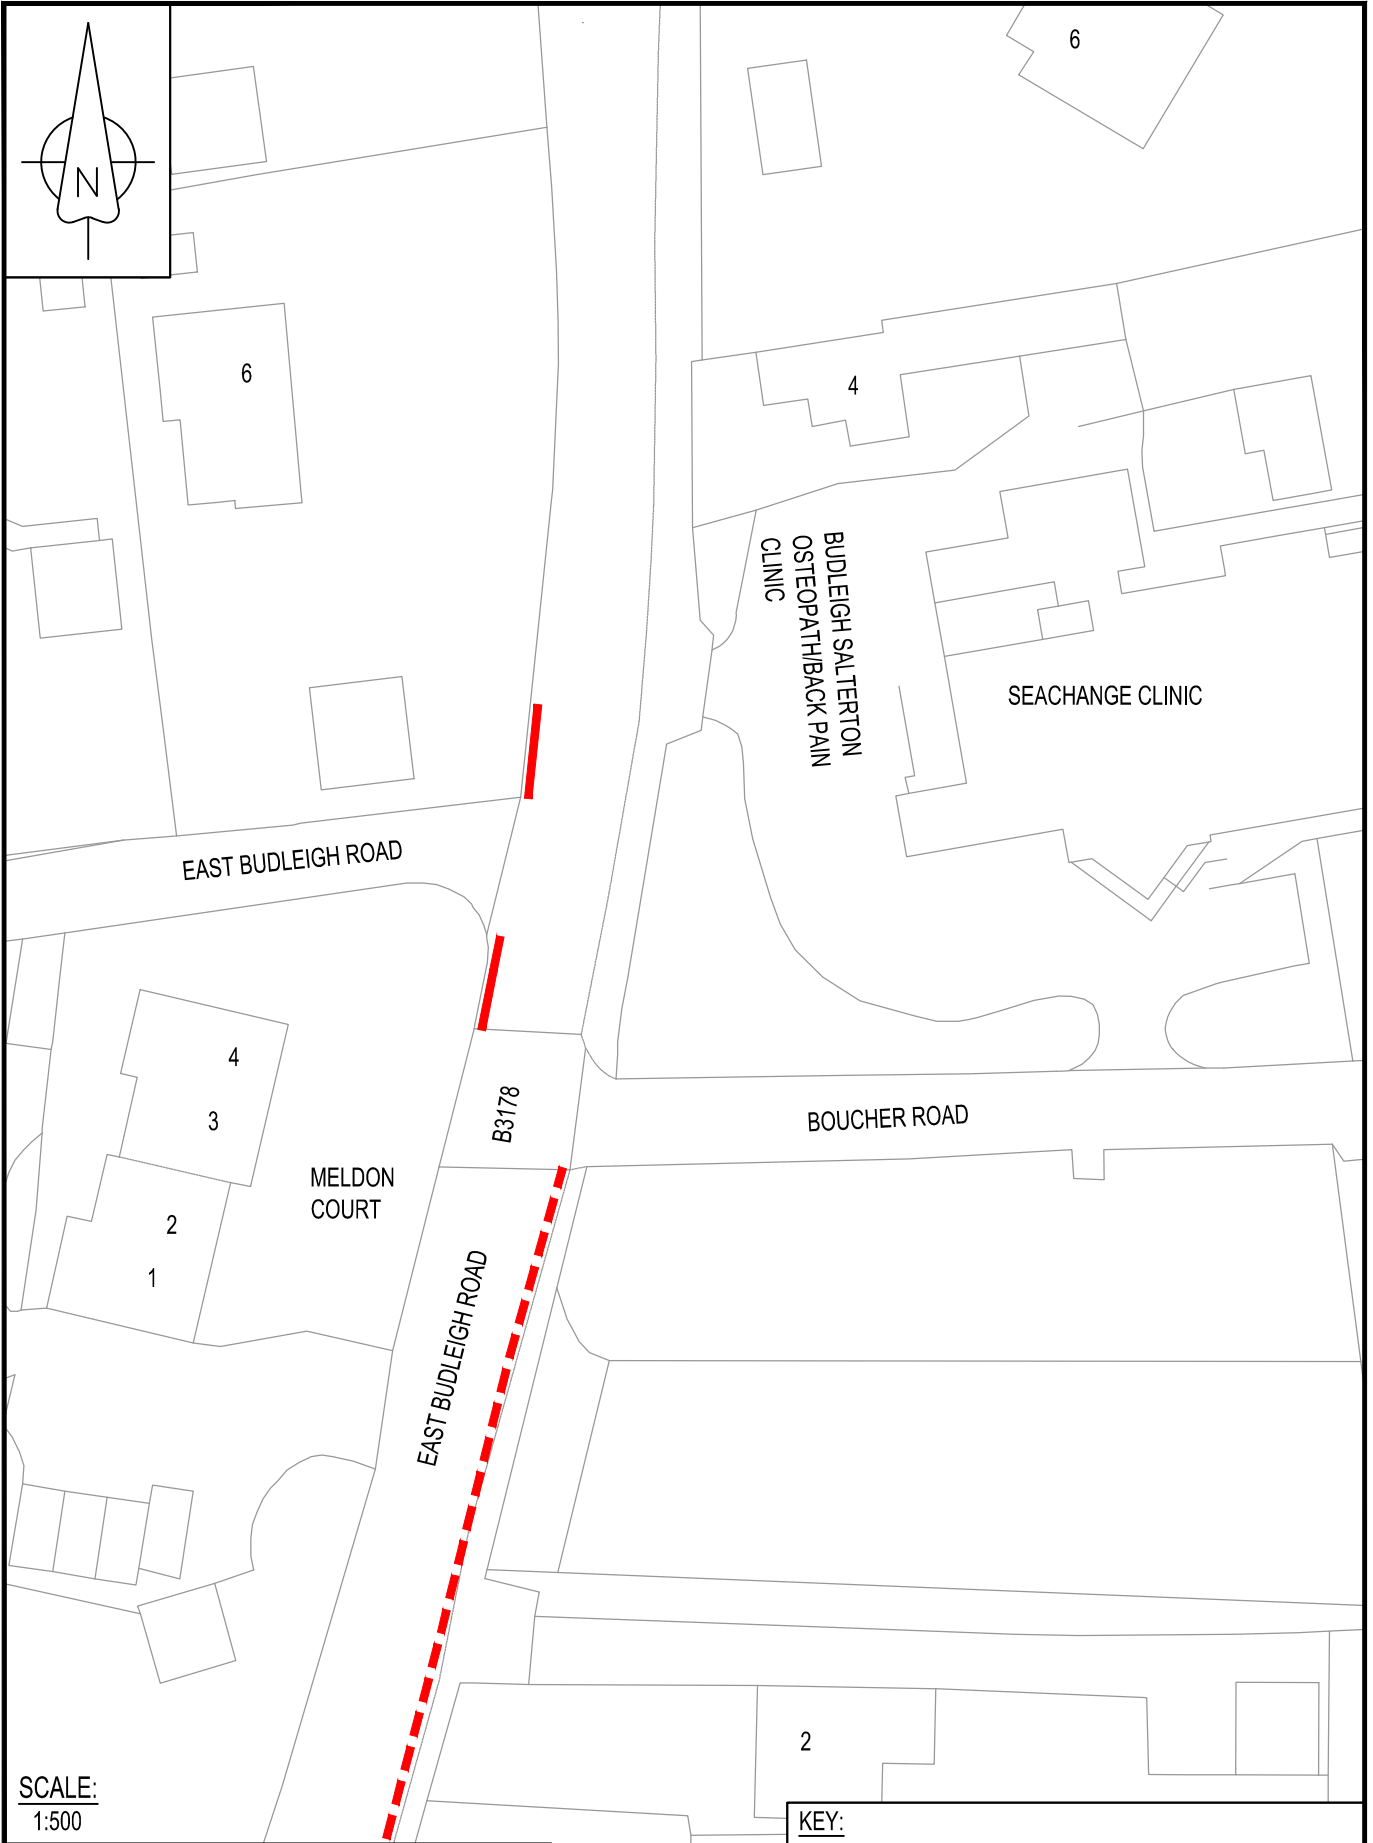 N
6
6
4
BUDLEIGH SALTERTON
OSTEOPATH/BACK PAIN
CLINIC
SEACHANGE CLINIC
EAST BUDLEIGH ROAD
4
3
B3178
BOUCHER ROAD
MELDON
COURT
2
1
EAST BUDLEIGH ROAD
2
SCALE:
1:500
KEY: